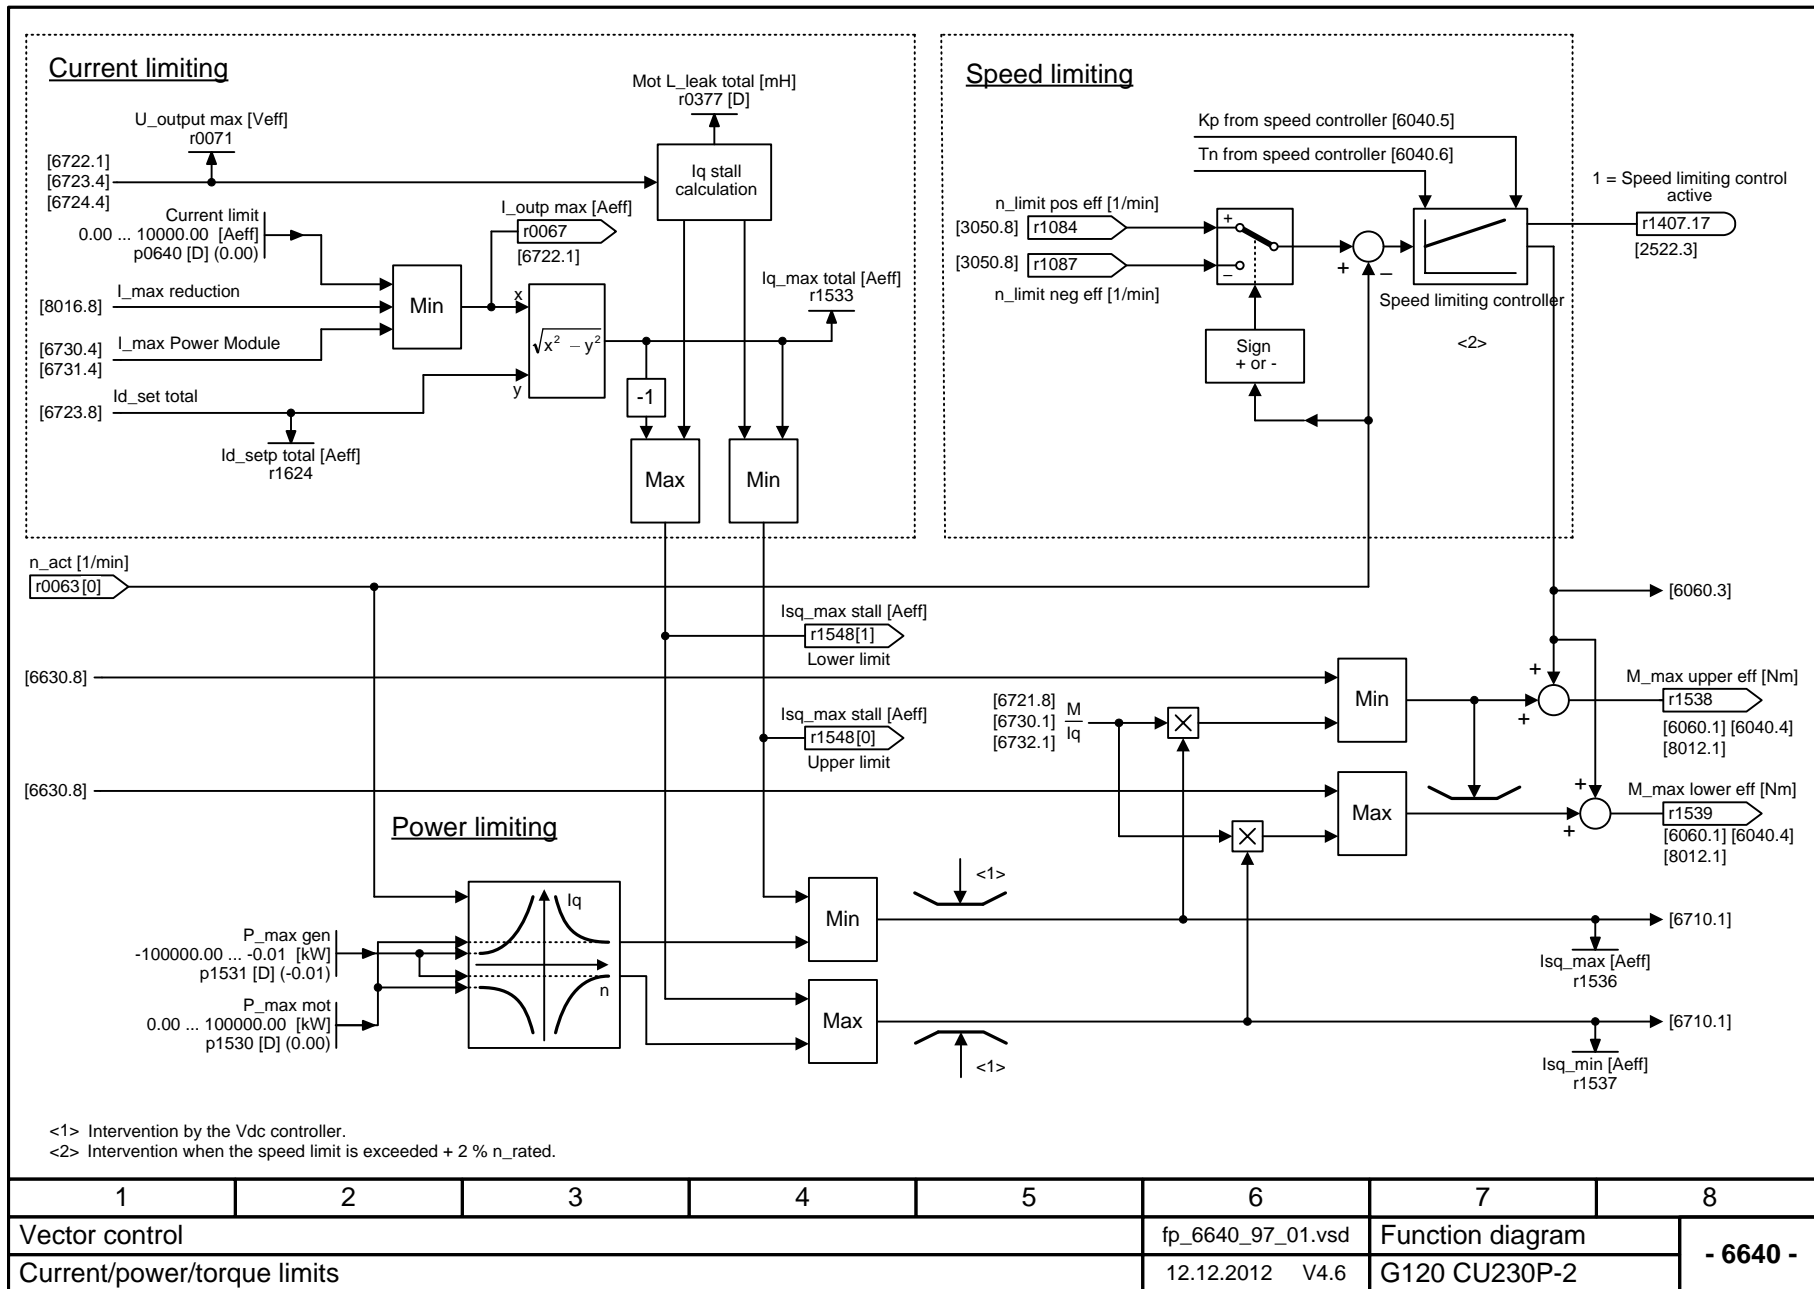 Current limiting
U_output max [Veff]
r0071
[6722.1]
[6723.4]
[6724.4]
Mot L_leak total [mH]
r0377 [D]
Iq stall
calculation
Current limit
0.00 ... 10000.00 [Aeff]
p0640 [D] (0.00)
I_outp max [Aeff]
r0067
[6722.1]
[8016.8]
I_max reduction
Min
[6730.4]
[6731.4]
I_max Power Module
x
√x² – y²
y
Iq_max total [Aeff]
r1533
[6723.8]
Id_set total
Id_setp total [Aeff]
r1624
-1
Max
Min
Speed limiting
Kp from speed controller [6040.5]
Tn from speed controller [6040.6]
n_limit pos eff [1/min]
[3050.8] r1084
[3050.8] r1087
n_limit neg eff [1/min]
+
–
+
–
Sign
+ or -
Speed limiting controller
<2>
1 = Speed limiting control
active
r1407.17
[2522.3]
n_act [1/min]
r0063[0]
[6060.3]
Isq_max stall [Aeff]
r1548[1]
Lower limit
[6630.8]
Isq_max stall [Aeff]
r1548[0]
Upper limit
[6721.8]
[6730.1]
[6732.1]
M
Iq
Min
+
+
M_max upper eff [Nm]
r1538
[6060.1] [6040.4]
[8012.1]
[6630.8]
Max
+
+
M_max lower eff [Nm]
r1539
[6060.1] [6040.4]
[8012.1]
Power limiting
Iq
n
P_max gen
-100000.00 ... -0.01 [kW]
p1531 [D] (-0.01)
P_max mot
0.00 ... 100000.00 [kW]
p1530 [D] (0.00)
Min
<1>
[6710.1]
Isq_max [Aeff]
r1536
Max
<1>
[6710.1]
Isq_min [Aeff]
r1537
<1> Intervention by the Vdc controller.
<2> Intervention when the speed limit is exceeded + 2 % n_rated.
1 2 3 4 5 6 7 8
Vector control
fp_6640_97_01.vsd
Function diagram
- 6640 -
Current/power/torque limits
12.12.2012 V4.6
G120 CU230P-2